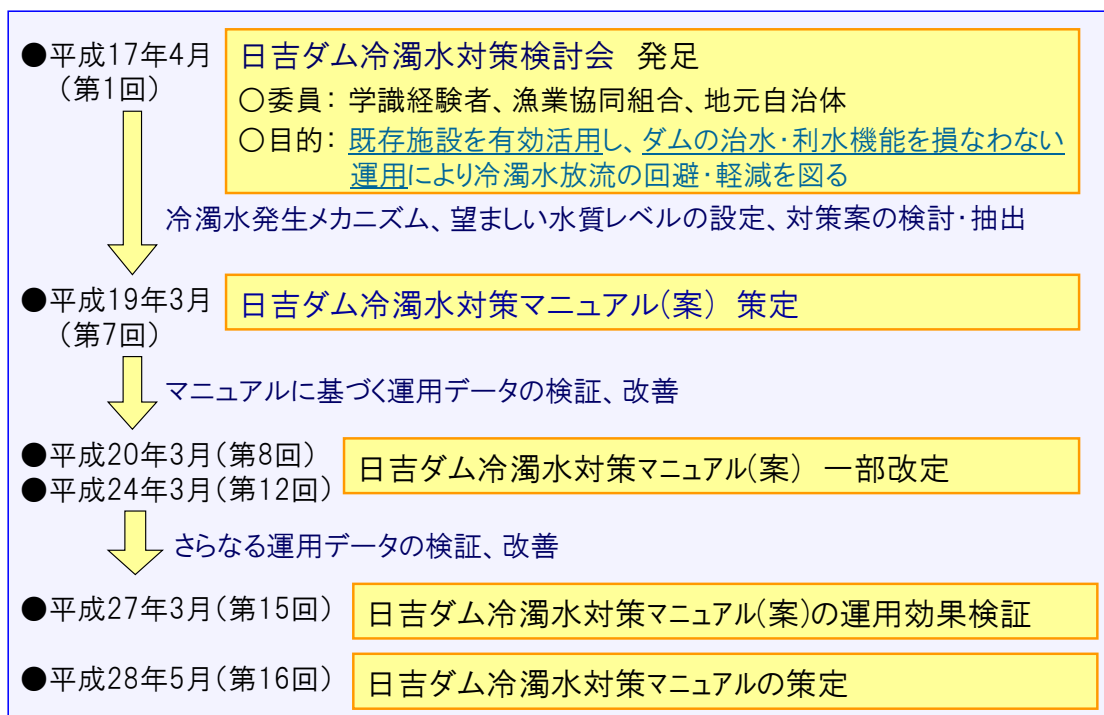 ●平成17年4月
(第1回)
日吉ダム冷濁水対策検討会 発足
○委員: 学識経験者、漁業協同組合、地元自治体
○目的: 既存施設を有効活用し、ダムの治水・利水機能を損なわない
運用により冷濁水放流の回避・軽減を図る
冷濁水発生メカニズム、望ましい水質レベルの設定、対策案の検討・抽出
●平成19年3月
(第7回)
日吉ダム冷濁水対策マニュアル(案) 策定
マニュアルに基づく運用データの検証、改善
●平成20年3月(第8回)
●平成24年3月(第12回)
日吉ダム冷濁水対策マニュアル(案) 一部改定
さらなる運用データの検証、改善
●平成27年3月(第15回)
日吉ダム冷濁水対策マニュアル(案)の運用効果検証
●平成28年5月(第16回)
日吉ダム冷濁水対策マニュアルの策定